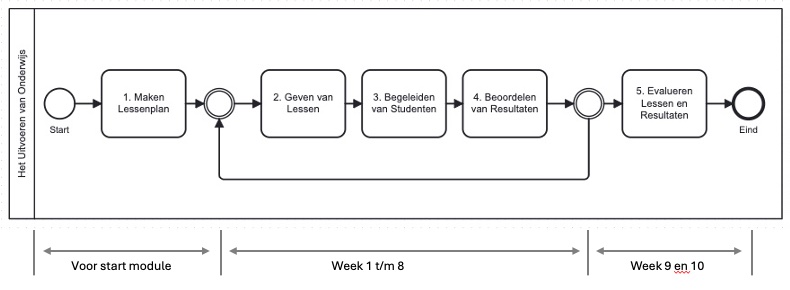 Het Uitvoeren van Onderwijs
Start
1. Maken
Lessenplan
2. Geven van
Lessen
3. Begeleiden
van Studenten
4. Beoordelen
van Resultaten
5. Evalueren
Lessen en
Resultaten
Eind
Voor start module
Week 1 t/m 8
Week 9 en 10